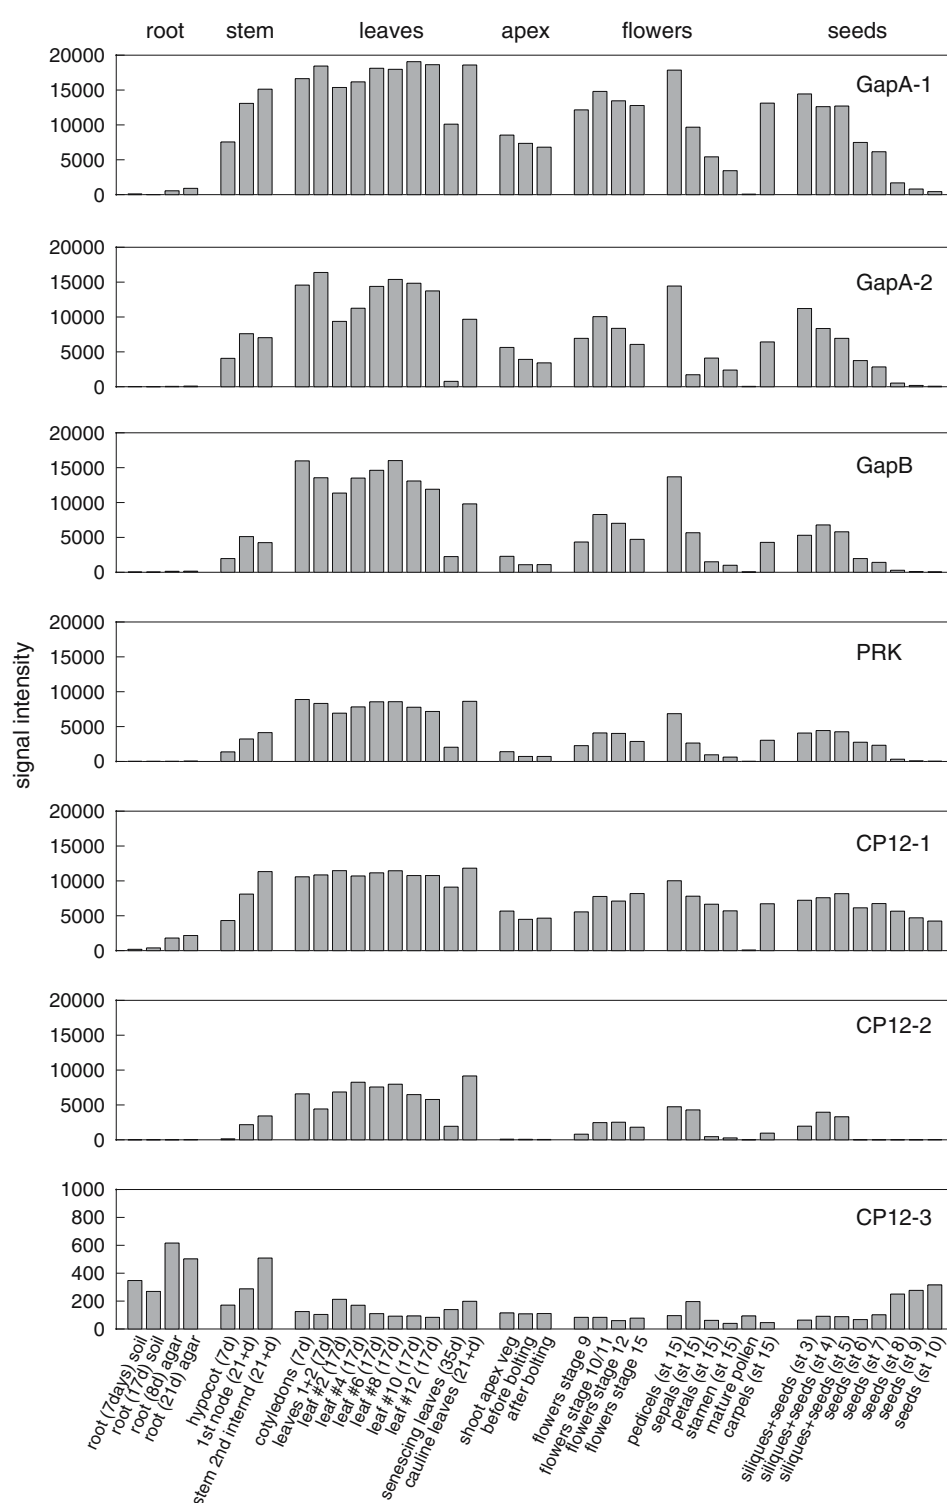 root stem leaves apex flowers seeds
20000
15000
10000
5000
0
GapA-1
20000
15000
10000
5000
0
GapA-2
20000
15000
10000
5000
0
GapB
20000
15000
10000
5000
0
PRK
signal intensity
20000
15000
10000
5000
0
CP12-1
20000
15000
10000
5000
0
CP12-2
1000
800
600
400
200
0
CP12-3
root (7days) soil
root (17d) soil
root (8d) agar
root (21d) agar
hypocot (7d)
1st node (21+d)
stem 2nd internd (21+d)
cotyledons (7d)
leaves 1+2 (7d)
leaf #2 (17d)
leaf #4 (17d)
leaf #6 (17d)
leaf #8 (17d)
leaf #10 (17d)
leaf #12 (17d)
senescing leaves (35d)
cauline leaves (21+d)
shoot apex veg
before bolting
after bolting
flowers stage 9
flowers stage 10/11
flowers stage 12
flowers stage 15
pedicels (st 15)
sepals (st 15)
petals (st 15)
stamen (st 15)
mature pollen
carpels (st 15)
siliques+seeds (st 3)
siliques+seeds (st 4)
siliques+seeds (st 5)
seeds (st 6)
seeds (st 7)
seeds (st 8)
seeds (st 9)
seeds (st 10)